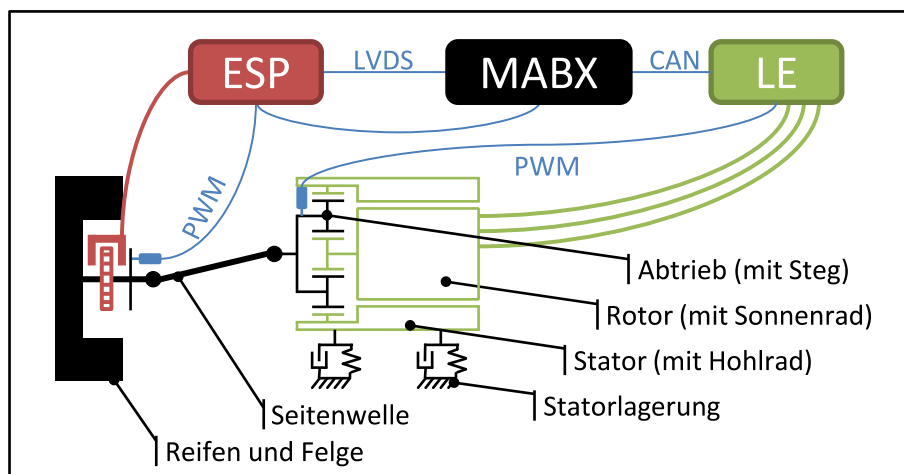 ESP
LVDS
MABX
CAN
LE
PWM
PWM
Abtrieb (mit Steg)
Rotor (mit Sonnenrad)
Stator (mit Hohlrad)
Statorlagerung
Seitenwelle
Reifen und Felge